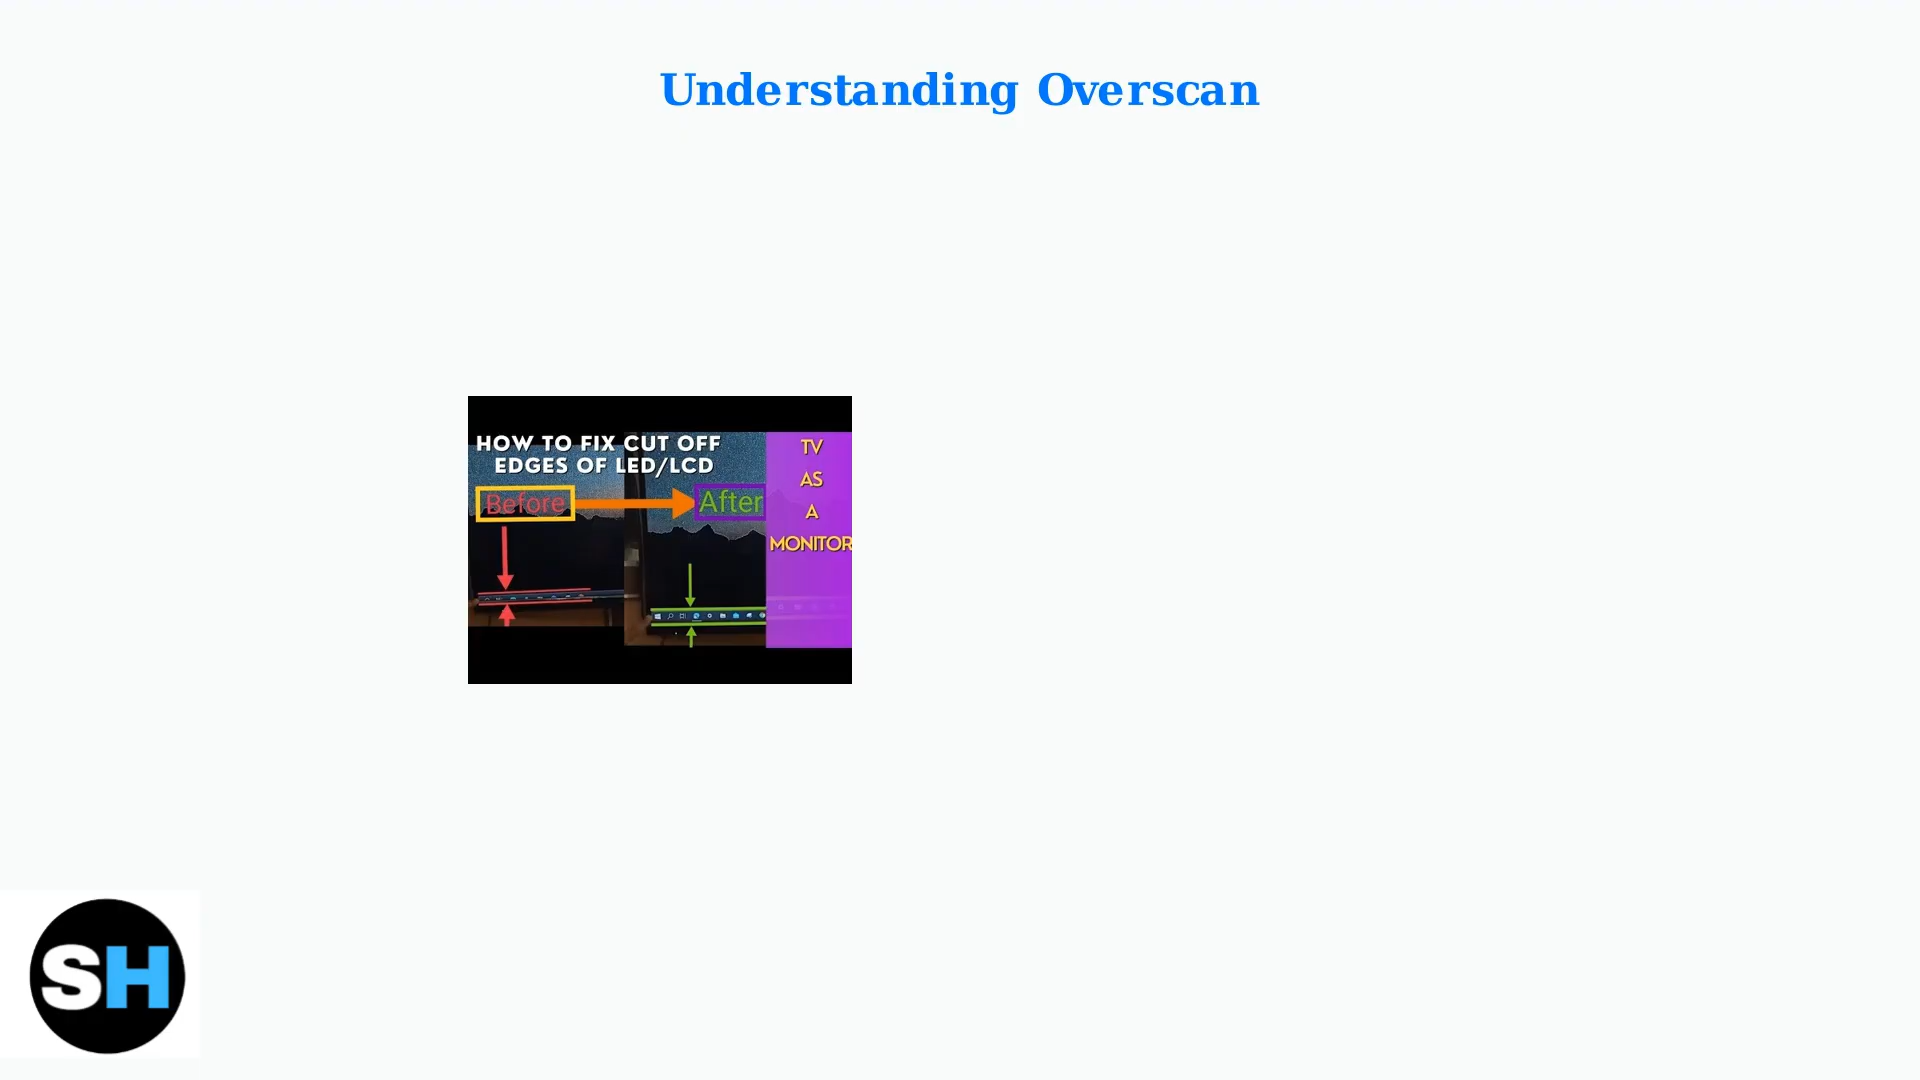 Understanding Overscan
HOW TO FIX CUT OFF
EDGES OF LED/LCD
Before
After
TV
AS
A
MONITOR
SH